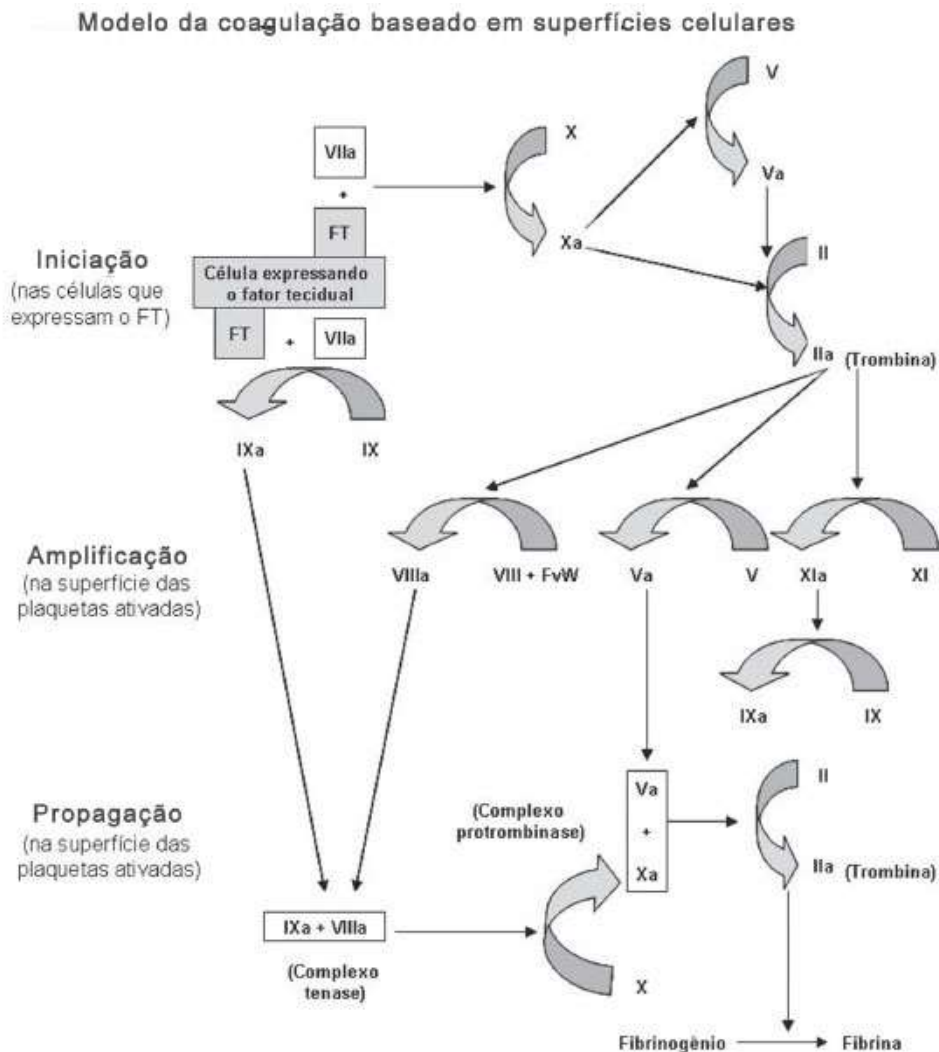 Modelo da coagulação baseado em superfícies celulares
V
VIIa
X
+
Va
FT
Xa
II
Iniciação
(nas células que
expressam o FT)
Célula expressando
o fator tecidual
FT + VIIa
IIa (Trombina)
IXa IX
Amplificação
(na superfície das
plaquetas ativadas)
VIIIa VIII + FvW Va V XIa XI
IXa IX
Propagação
(na superfície das
plaquetas ativadas)
(Complexo
protrombinase)
Va
+
Xa
II
IIa (Trombina)
IXa + VIIIa
(Complexo
tenase)
X
Fibrinogênio Fibrina